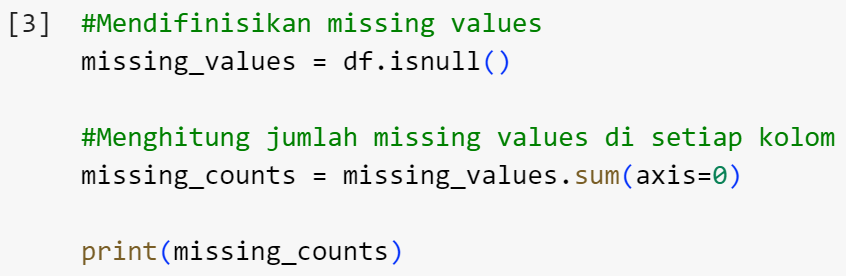 [3] #Mendifinisikan missing values
missing_values = df.isnull()
#Menghitung jumlah missing values di setiap kolom
missing_counts = missing_values.sum(axis=0)
print(missing_counts)